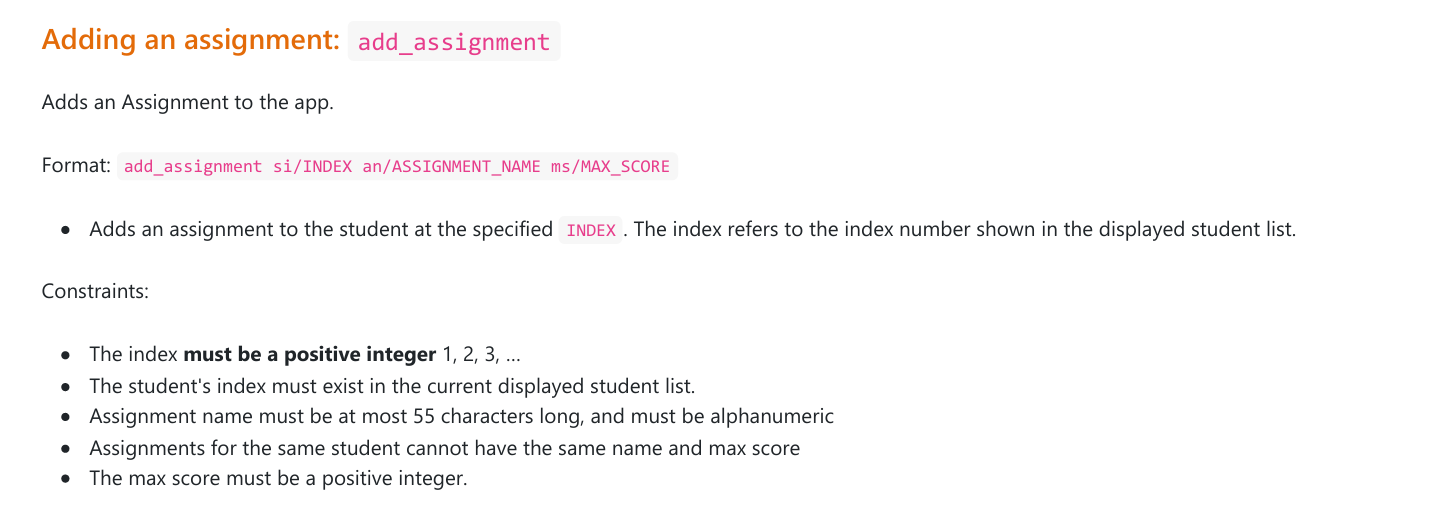 Adding an assignment: add_assignment
Adds an Assignment to the app.
Format: add_assignment si/INDEX an/ASSIGNMENT_NAME ms/MAX_SCORE
• Adds an assignment to the student at the specified INDEX. The index refers to the index number shown in the displayed student list.
Constraints:
• The index must be a positive integer 1, 2, 3, …
• The student's index must exist in the current displayed student list.
• Assignment name must be at most 55 characters long, and must be alphanumeric
• Assignments for the same student cannot have the same name and max score
• The max score must be a positive integer.